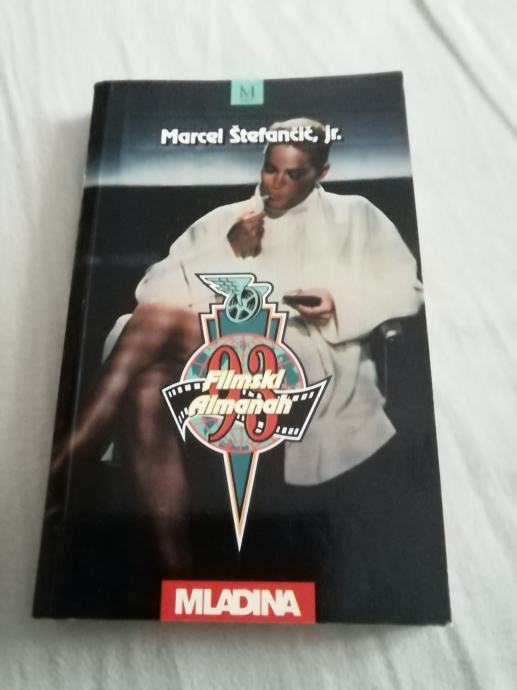 M
Marcel Štefančič, jr.
93
Filmski
Almanah
MLADINA